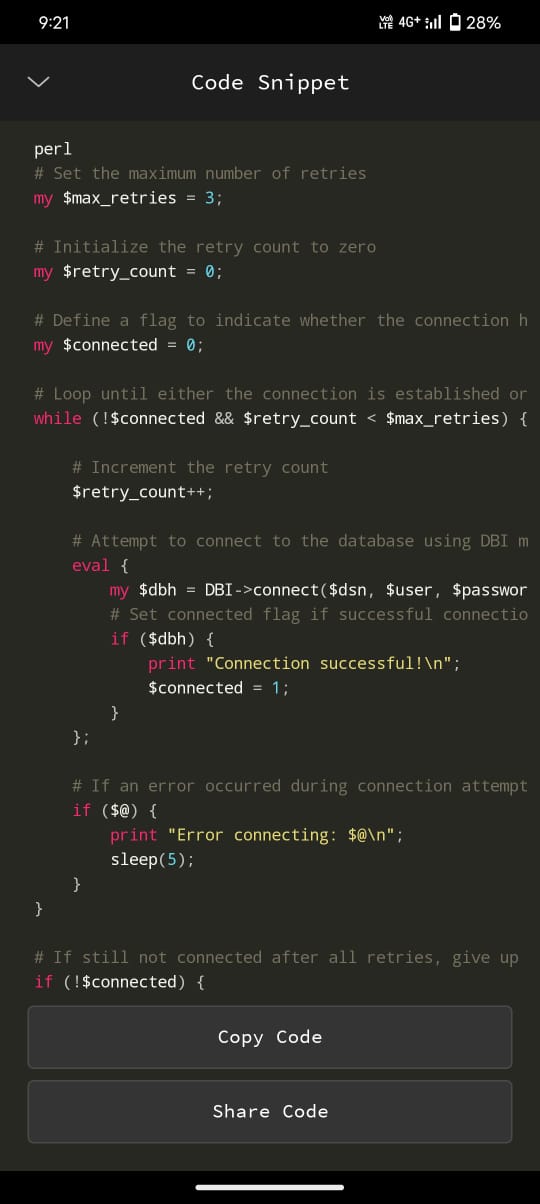 9:21 VoLTE 4G+ 28%
Code Snippet
perl
# Set the maximum number of retries
my $max_retries = 3;
# Initialize the retry count to zero
my $retry_count = 0;
# Define a flag to indicate whether the connection h
my $connected = 0;
# Loop until either the connection is established or
while (!$connected && $retry_count < $max_retries) {
# Increment the retry count
$retry_count++;
# Attempt to connect to the database using DBI m
eval {
my $dbh = DBI->connect($dsn, $user, $passwor
# Set connected flag if successful connectio
if ($dbh) {
print "Connection successful!\n";
$connected = 1;
}
};
# If an error occurred during connection attempt
if ($@) {
print "Error connecting: $@\n";
sleep(5);
}
}
# If still not connected after all retries, give up
if (!$connected) {
Copy Code
Share Code